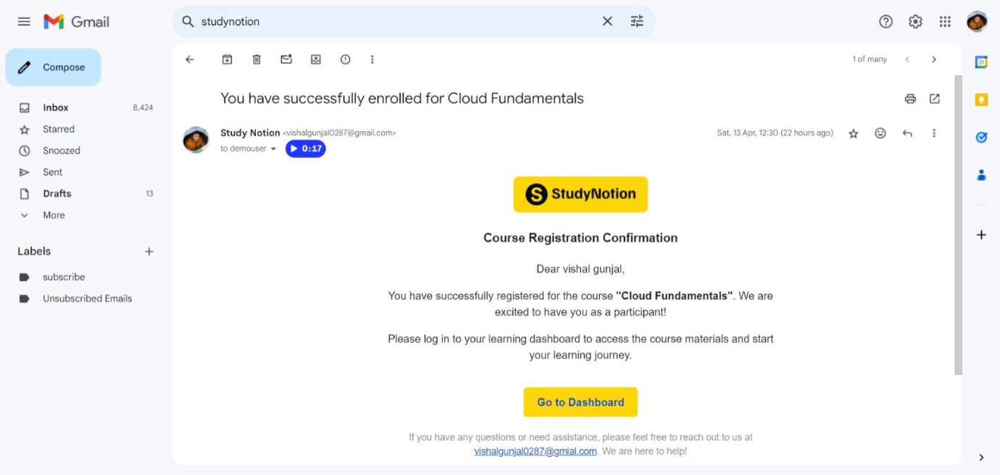 Gmail
studynotion
Compose
1 of many
Inbox 8,424
Starred
Snoozed
Sent
Drafts 13
More
Labels
subscribe
Unsubscribed Emails
You have successfully enrolled for Cloud Fundamentals
Study Notion <vishalgunjal0287@gmail.com>
Sat, 13 Apr, 12:30 (22 hours ago)
to demouser
0:17
S StudyNotion
Course Registration Confirmation
Dear vishal gunjal,
You have successfully registered for the course "Cloud Fundamentals". We are
excited to have you as a participant!
Please log in to your learning dashboard to access the course materials and start
your learning journey.
Go to Dashboard
If you have any questions or need assistance, please feel free to reach out to us at
vishalgunjal0287@gmial.com. We are here to help!
31